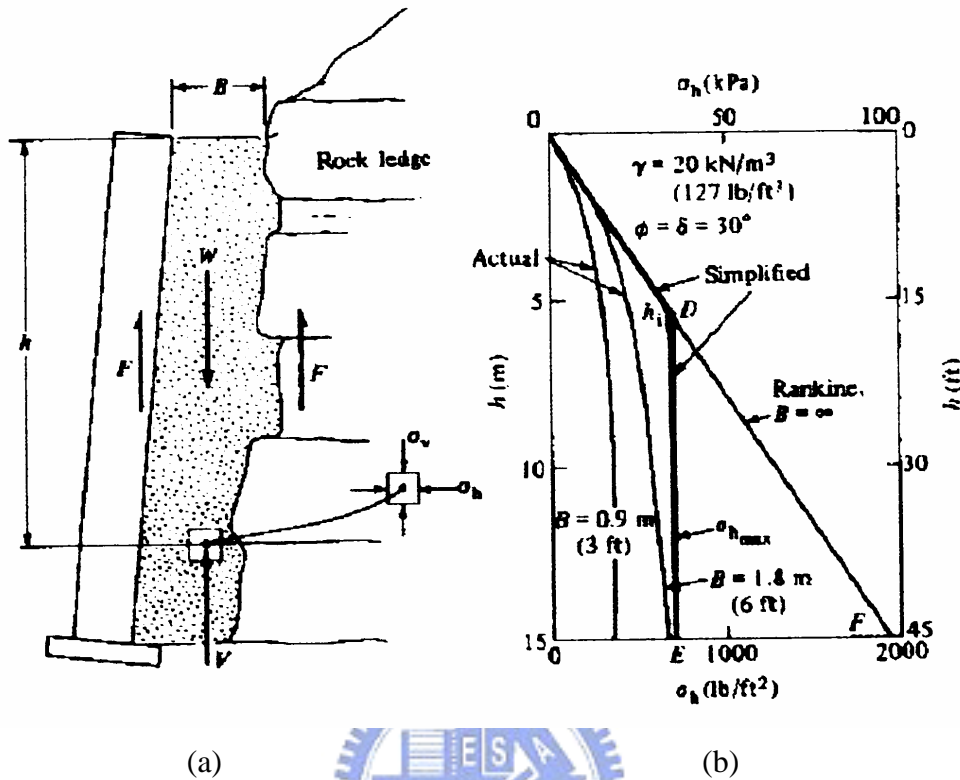 B
Rock ledge
W
h
F
F
σv
σh
V
(a)
σh (kPa)
0
50
100
0
γ = 20 kN/m³
(127 lb/ft³)
ϕ = δ = 30°
Actual
Simplified
5
hi
D
15
h (m)
h (ft)
Rankine,
B = ∞
10
30
B = 0.9 m
(3 ft)
σhmax
B = 1.8 m
(6 ft)
F
15
45
0
E
1000
2000
σh (lb/ft²)
(b)
ESA